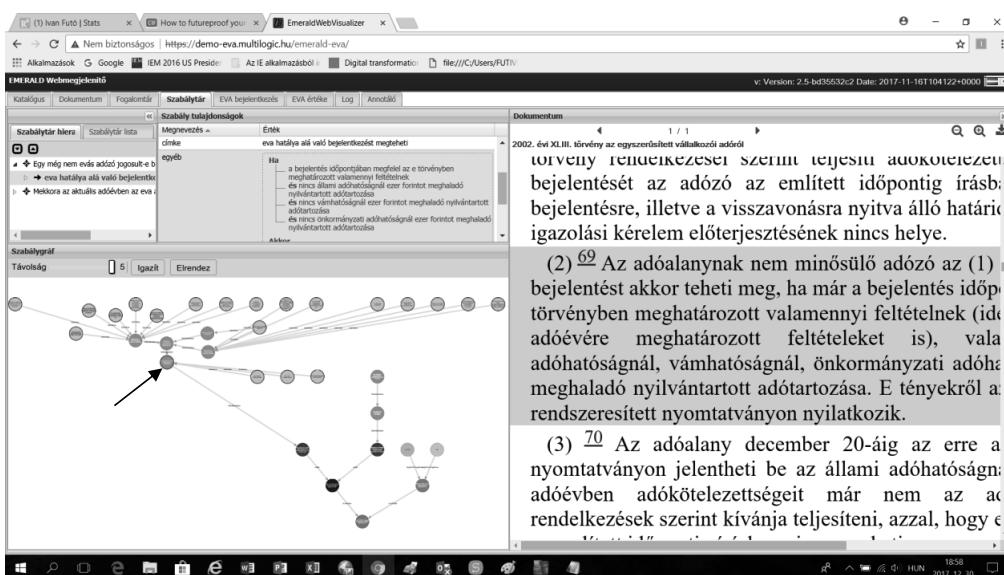 (1) Ivan Futó | Stats
How to futureproof your
EmeraldWebVisualizer
Nem biztonságos | https://demo-eva.multilogic.hu/emerald-eva/
Alkalmazások G Google IEM 2016 US Preside Az IE alkalmazásból i Digital transformatio file:///C:/Users/FUTIV
EMERALD Webmegjelenítő
v: Version: 2.5-bd35532c2 Date: 2017-11-16T104122+0000
Katalógus Dokumentum Fogalomtár Szabálytár EVA bejelentkezés EVA értéke Log Annotáló
Szabálytár hiera Szabálytár lista
Egy még nem evás adózó jogosult-e b
eva hatálya alá való bejelentke
Mekkora az aktuális adóévben az eva a
Szabály tulajdonságok
Megnevezés Érték
címke eva hatálya alá való bejelentkezést megteheti
egyéb
Ha
a bejelentés időpontjában megfelel az e törvényben
meghatározott valamennyi feltételnek
és nincs állami adóhatóságnál ezer forintot meghaladó
nyilvántartott adótartozása
és nincs vámhatóságnál ezer forintot meghaladó nyilvántartott
adótartozása
és nincs önkormányzati adóhatóságnál ezer forintot meghaladó
nyilvántartott adótartozása
Akkor
Szabálygráf
Távolság 5 Igazít Elrendez
Dokumentum
1 / 1
2002. évi XLIII. törvény az egyszerűsített vállalkozói adóról
törvény rendelkezései szerint teljesíti adókötelezett
bejelentését az adózó az említett időpontig írásb
bejelentésre, illetve a visszavonásra nyitva álló határid
igazolási kérelem előterjesztésének nincs helye.
(2) 69 Az adóalanynak nem minősülő adózó az (1)
bejelentést akkor teheti meg, ha már a bejelentés időp
törvényben meghatározott valamennyi feltételnek (ide
adóévére meghatározott feltételeket is), vala
adóhatóságnál, vámhatóságnál, önkormányzati adóha
meghaladó nyilvántartott adótartozása. E tényekről a
rendszeresített nyomtatványon nyilatkozik.
(3) 70 Az adóalany december 20-áig az erre a
nyomtatványon jelentheti be az állami adóhatóságn
adóévben adókötelezettségeit már nem az ad
rendelkezések szerint kívánja teljesíteni, azzal, hogy e
HUN
18:58
2017. 12. 30.